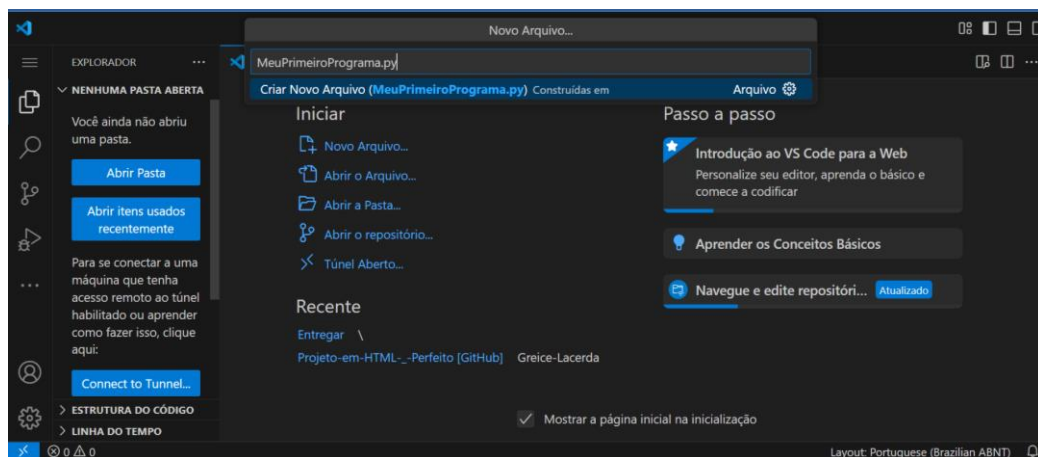 Novo Arquivo...
MeuPrimeiroPrograma.py
Criar Novo Arquivo (MeuPrimeiroPrograma.py) Construídas em Arquivo
EXPLORADOR ...
NENHUMA PASTA ABERTA
Você ainda não abriu
uma pasta.
Abrir Pasta
Abrir itens usados
recentemente
Para se conectar a uma
máquina que tenha
acesso remoto ao túnel
habilitado ou aprender
como fazer isso, clique
aqui:
Connect to Tunnel...
ESTRUTURA DO CÓDIGO
LINHA DO TEMPO
Iniciar
Novo Arquivo...
Abrir o Arquivo...
Abrir a Pasta...
Abrir o repositório...
Túnel Aberto...
Recente
Entregar \
Projeto-em-HTML-_-Perfeito [GitHub] Greice-Lacerda
Passo a passo
Introdução ao VS Code para a Web
Personalize seu editor, aprenda o básico e
comece a codificar
Aprender os Conceitos Básicos
Navegue e edite repositóri... Atualizado
Mostrar a página inicial na inicialização
0 0
Layout: Portuguese (Brazilian ABNT)